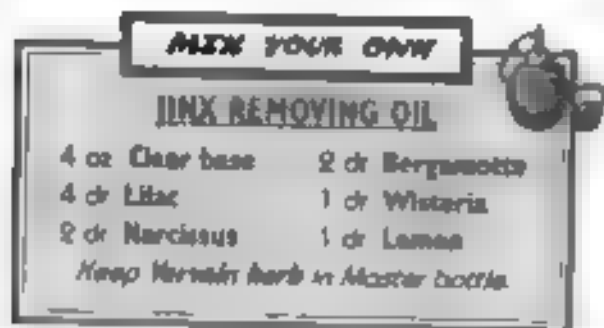 MIX YOUR OWN
JINX REMOVING OIL
4 oz Clear base 2 dr Bergamotte
4 dr Lilac 1 dr Wisteria
2 dr Narcissus 1 dr Lemon
Keep Vervain herb in Master bottle